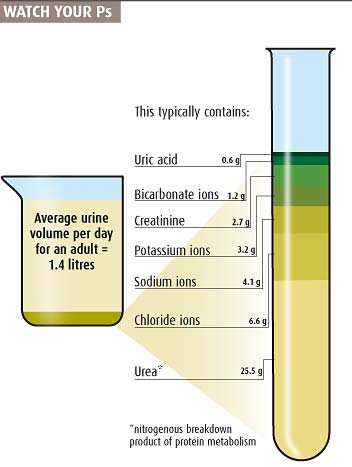 WATCH YOUR Ps
This typically contains:
Uric acid 0.6 g
Bicarbonate ions 1.2 g
Creatinine 2.7 g
Potassium ions 3.2 g
Sodium ions 4.1 g
Chloride ions 6.6 g
Urea* 25.5 g
Average urine
volume per day
for an adult =
1.4 litres
*nitrogenous breakdown
product of protein metabolism